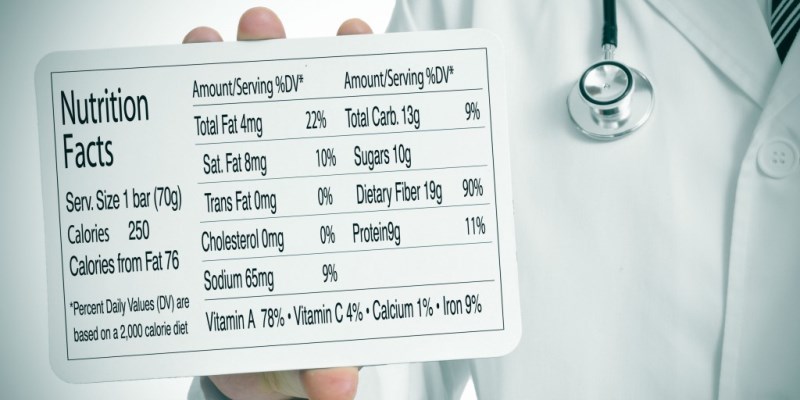 Nutrition
Facts
Serv. Size 1 bar (70g)
Calories 250
Calories from Fat 76
*Percent Daily Values (DV) are
based on a 2,000 calorie diet
Amount/Serving %DV*
Total Fat 4mg 22%
Sat. Fat 8mg 10%
Trans Fat 0mg 0%
Cholesterol 0mg 0%
Sodium 65mg 9%
Amount/Serving %DV*
Total Carb. 13g 9%
Sugars 10g
Dietary Fiber 19g 90%
Protein9g 11%
Vitamin A 78% • Vitamin C 4% • Calcium 1% • Iron 9%